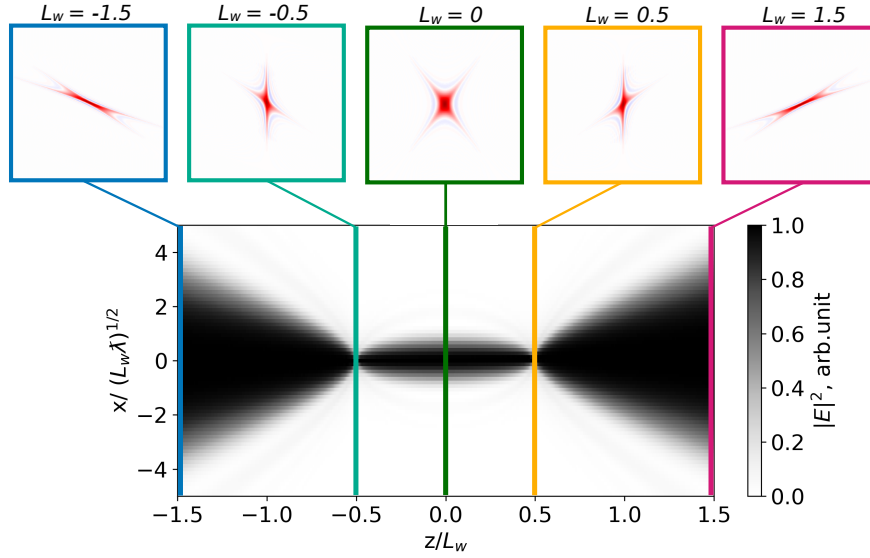 L_w = -1.5
L_w = -0.5
L_w = 0
L_w = 0.5
L_w = 1.5
4
2
0
−2
−4
x/ (L_wƛ)^{1/2}
−1.5
−1.0
−0.5
0.0
0.5
1.0
1.5
z/L_w
1.0
0.8
0.6
0.4
0.2
0.0
|E|², arb.unit